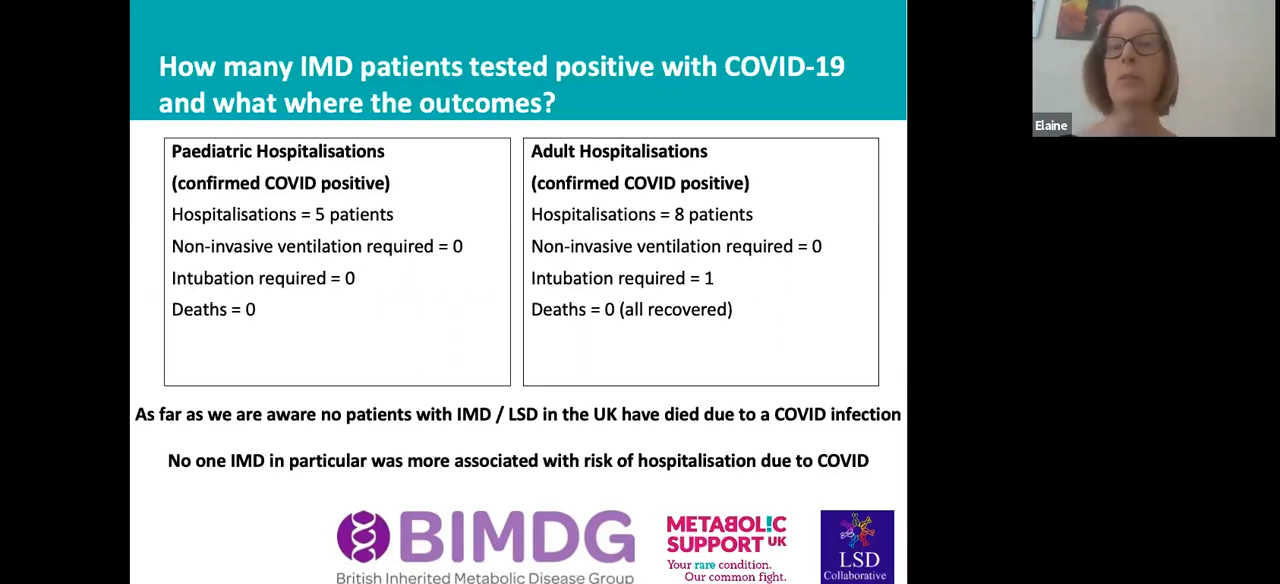 How many IMD patients tested positive with COVID-19
and what where the outcomes?
Paediatric Hospitalisations
(confirmed COVID positive)
Hospitalisations = 5 patients
Non-invasive ventilation required = 0
Intubation required = 0
Deaths = 0
Adult Hospitalisations
(confirmed COVID positive)
Hospitalisations = 8 patients
Non-invasive ventilation required = 0
Intubation required = 1
Deaths = 0 (all recovered)
As far as we are aware no patients with IMD / LSD in the UK have died due to a COVID infection
No one IMD in particular was more associated with risk of hospitalisation due to COVID
BIMDG
British Inherited Metabolic Disease Group
METABOL!C
SUPPORT UK
Your rare condition.
Our common fight.
LSD
Collaborative
Elaine